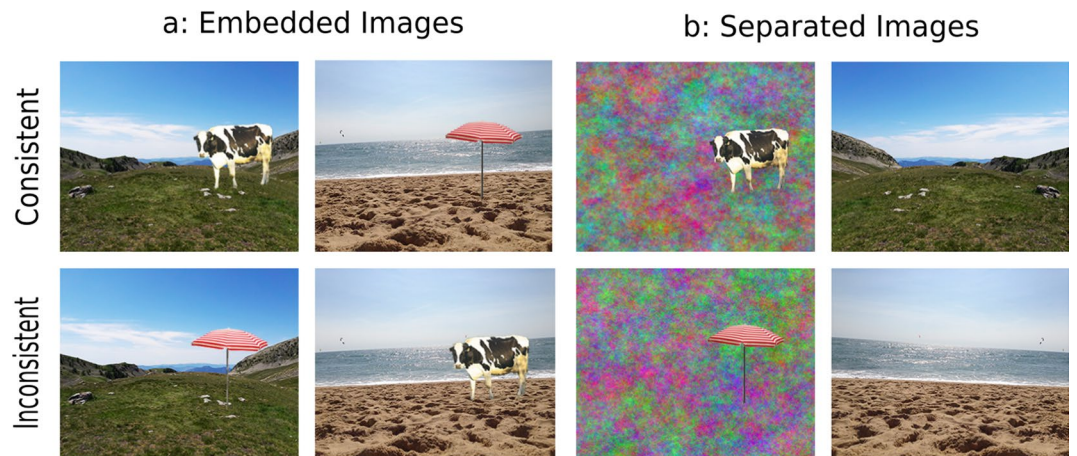 a: Embedded Images
b: Separated Images
Consistent
Inconsistent